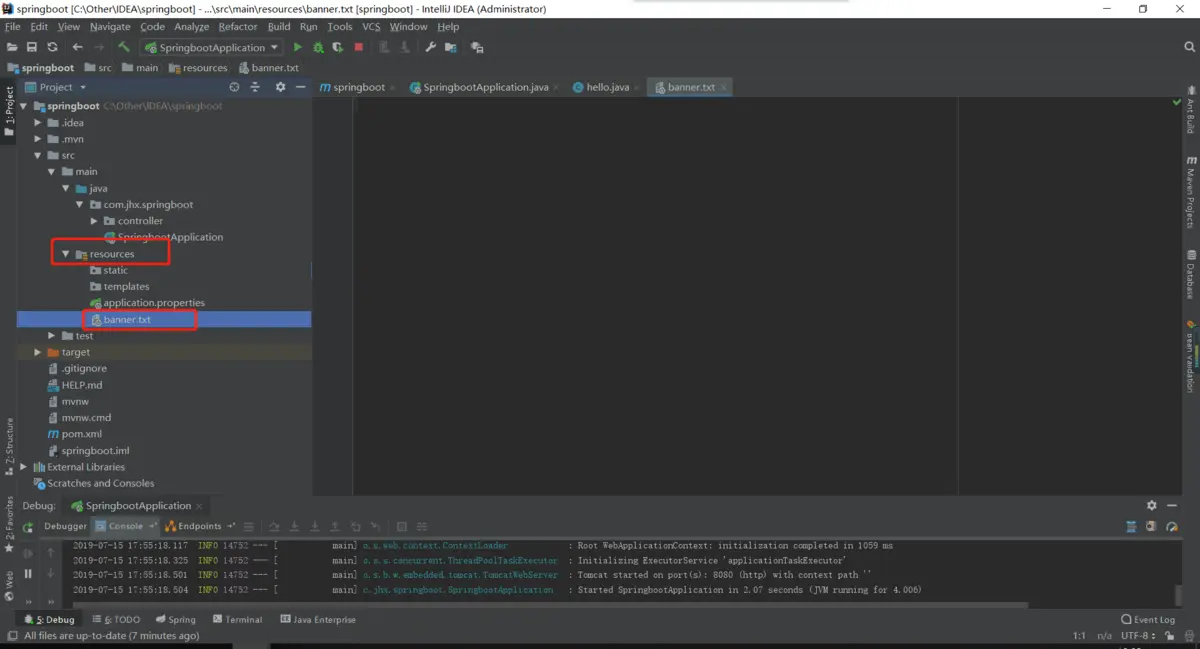 springboot [C:\Other\IDEA\springboot] - ...\src\main\resources\banner.txt [springboot] - IntelliJ IDEA (Administrator)
File Edit View Navigate Code Analyze Refactor Build Run Tools VCS Window Help
SpringbootApplication
springboot src main resources banner.txt
1: Project
Project
springboot
SpringbootApplication.java
hello.java
banner.txt
springboot C:\Other\IDEA\springboot
.idea
.mvn
src
main
java
com.jhx.springboot
controller
SpringbootApplication
resources
static
templates
application.properties
banner.txt
test
target
.gitignore
HELP.md
mvnw
mvnw.cmd
pom.xml
springboot.iml
External Libraries
Scratches and Consoles
Ant Build
Maven Projects
Database
Bean Validation
Z: Structure
2: Favorites
Web
Debug: SpringbootApplication
Debugger Console Endpoints
2019-07-15 17:55:18.117 INFO 14752 --- [ main] o.s.web.context.ContextLoader : Root WebApplicationContext: initialization completed in 1059 ms
2019-07-15 17:55:18.325 INFO 14752 --- [ main] o.s.s.concurrent.ThreadPoolTaskExecutor : Initializing ExecutorService 'applicationTaskExecutor'
2019-07-15 17:55:18.501 INFO 14752 --- [ main] o.s.b.w.embedded.tomcat.TomcatWebServer : Tomcat started on port(s): 8080 (http) with context path ''
2019-07-15 17:55:18.504 INFO 14752 --- [ main] c.jhx.springboot.SpringbootApplication : Started SpringbootApplication in 2.07 seconds (JVM running for 4.006)
5: Debug 6: TODO Spring Terminal Java Enterprise Event Log
All files are up-to-date (7 minutes ago) 1:1 n/a UTF-8